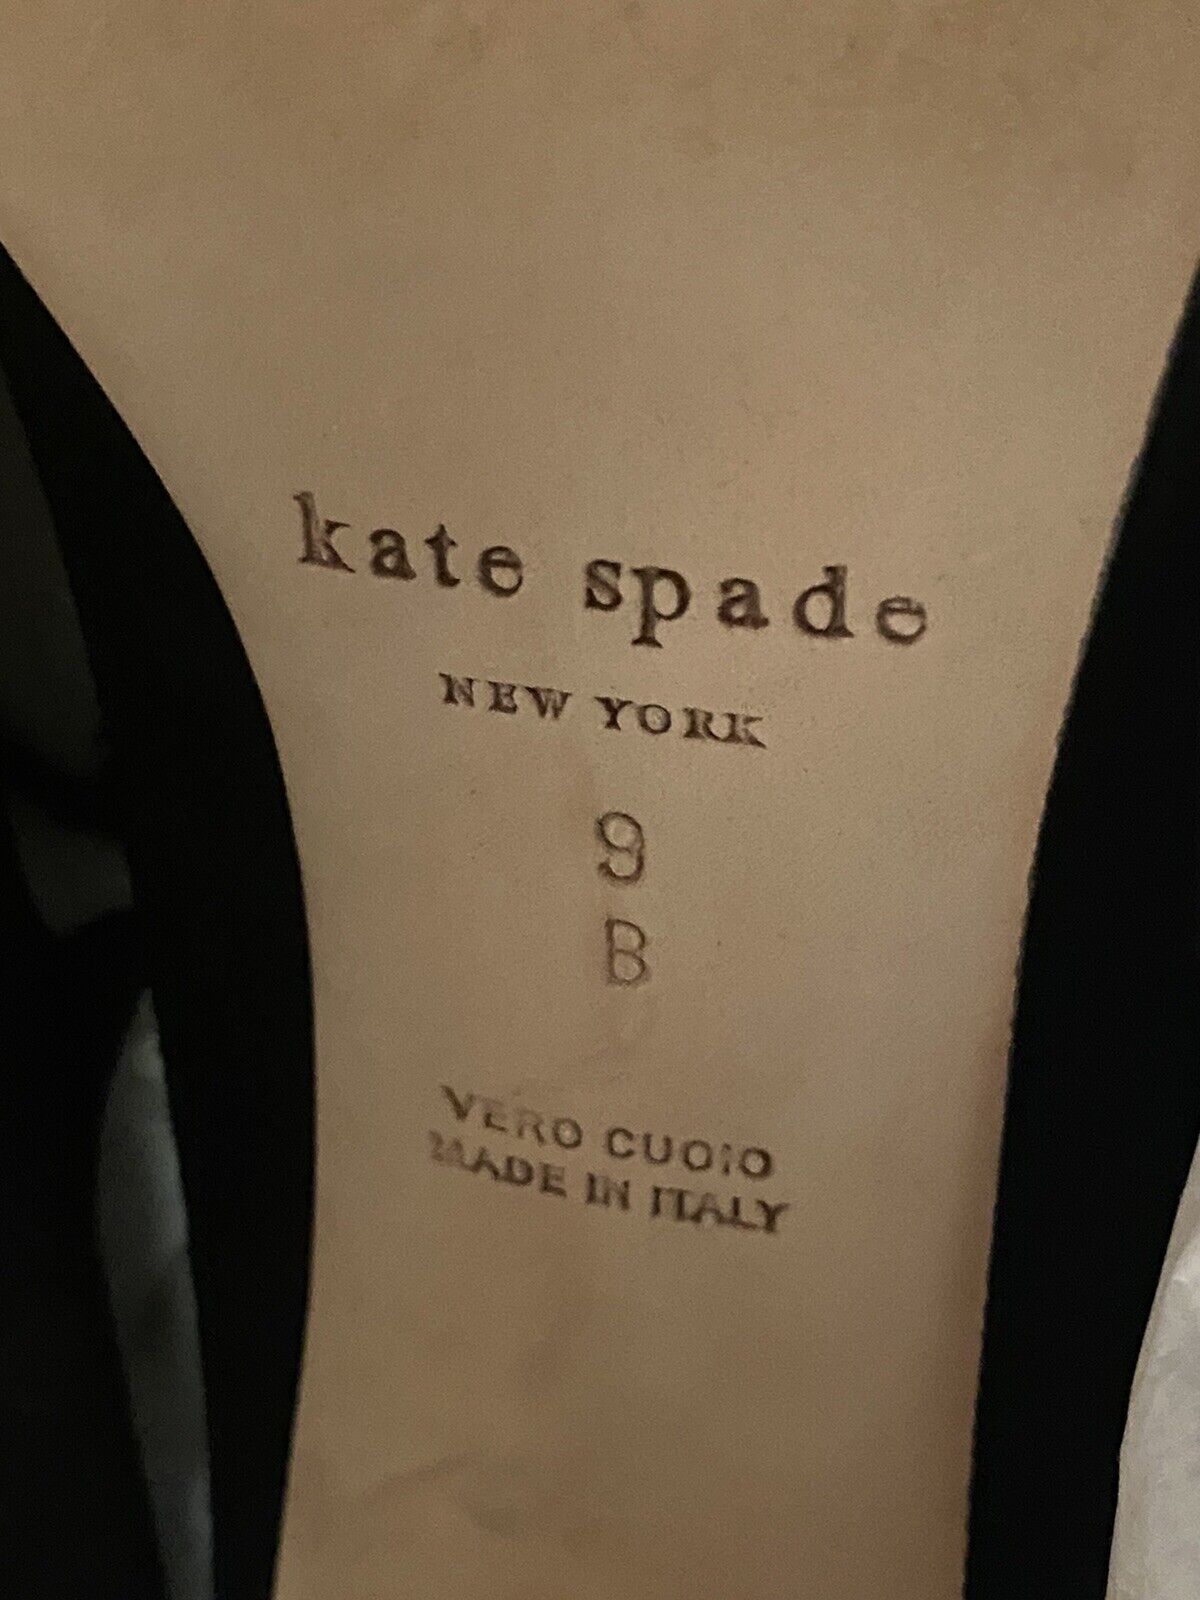 kate spade
NEW YORK
9
B
VERO CUOIO
MADE IN ITALY